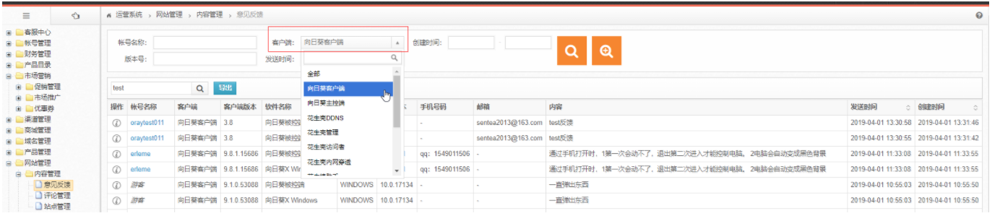 运营系统 › 网站管理 › 内容管理 › 意见反馈
客服中心
帐号管理
财务管理
产品目录
市场营销
促销管理
市场推广
优惠券
渠道管理
商城管理
域名管理
产品管理
网站管理
内容管理
意见反馈
评论管理
站点管理
帐号名称: 客户端: 向日葵客户端 创建时间: -
版本号: 发送时间:
全部
向日葵客户端
向日葵主控端
花生壳DDNS
花生壳管理
花生壳访问者
花生壳内网穿透
test 导出
操作 帐号名称 客户端 客户端版本 软件名称 手机号码 邮箱 内容 发送时间 创建时间
oraytest011 向日葵客户端 3.8 向日葵被控 - sentea2013@163.com test反馈 2019-04-01 13:30:58 2019-04-01 13:31:46
oraytest011 向日葵客户端 3.8 向日葵被控 - sentea2013@163.com test反馈 2019-04-01 13:30:55 2019-04-01 13:31:42
erleme 向日葵客户端 9.8.1.15686 向日葵被控 qq: 1549011506 - 通过手机打开时，1第一次会动不了，退出第二次进入才能控制电脑。 2电脑会自动变成黑色背景 2019-04-01 11:33:08 2019-04-01 11:33:55
erleme 向日葵客户端 9.8.1.15686 向日葵X Wir qq: 1549011506 - 通过手机打开时，1第一次会动不了，退出第二次进入才能控制电脑。 2电脑会自动变成黑色背景 2019-04-01 11:33:08 2019-04-01 11:33:55
游客 向日葵客户端 9.1.0.53088 向日葵被控端 WINDOWS 10.0.17134 - - 一直弹出东西 2019-04-01 10:55:03 2019-04-01 10:55:50
游客 向日葵客户端 9.1.0.53088 向日葵X Windows WINDOWS 10.0.17134 - - 一直弹出东西 2019-04-01 10:55:03 2019-04-01 10:55:50